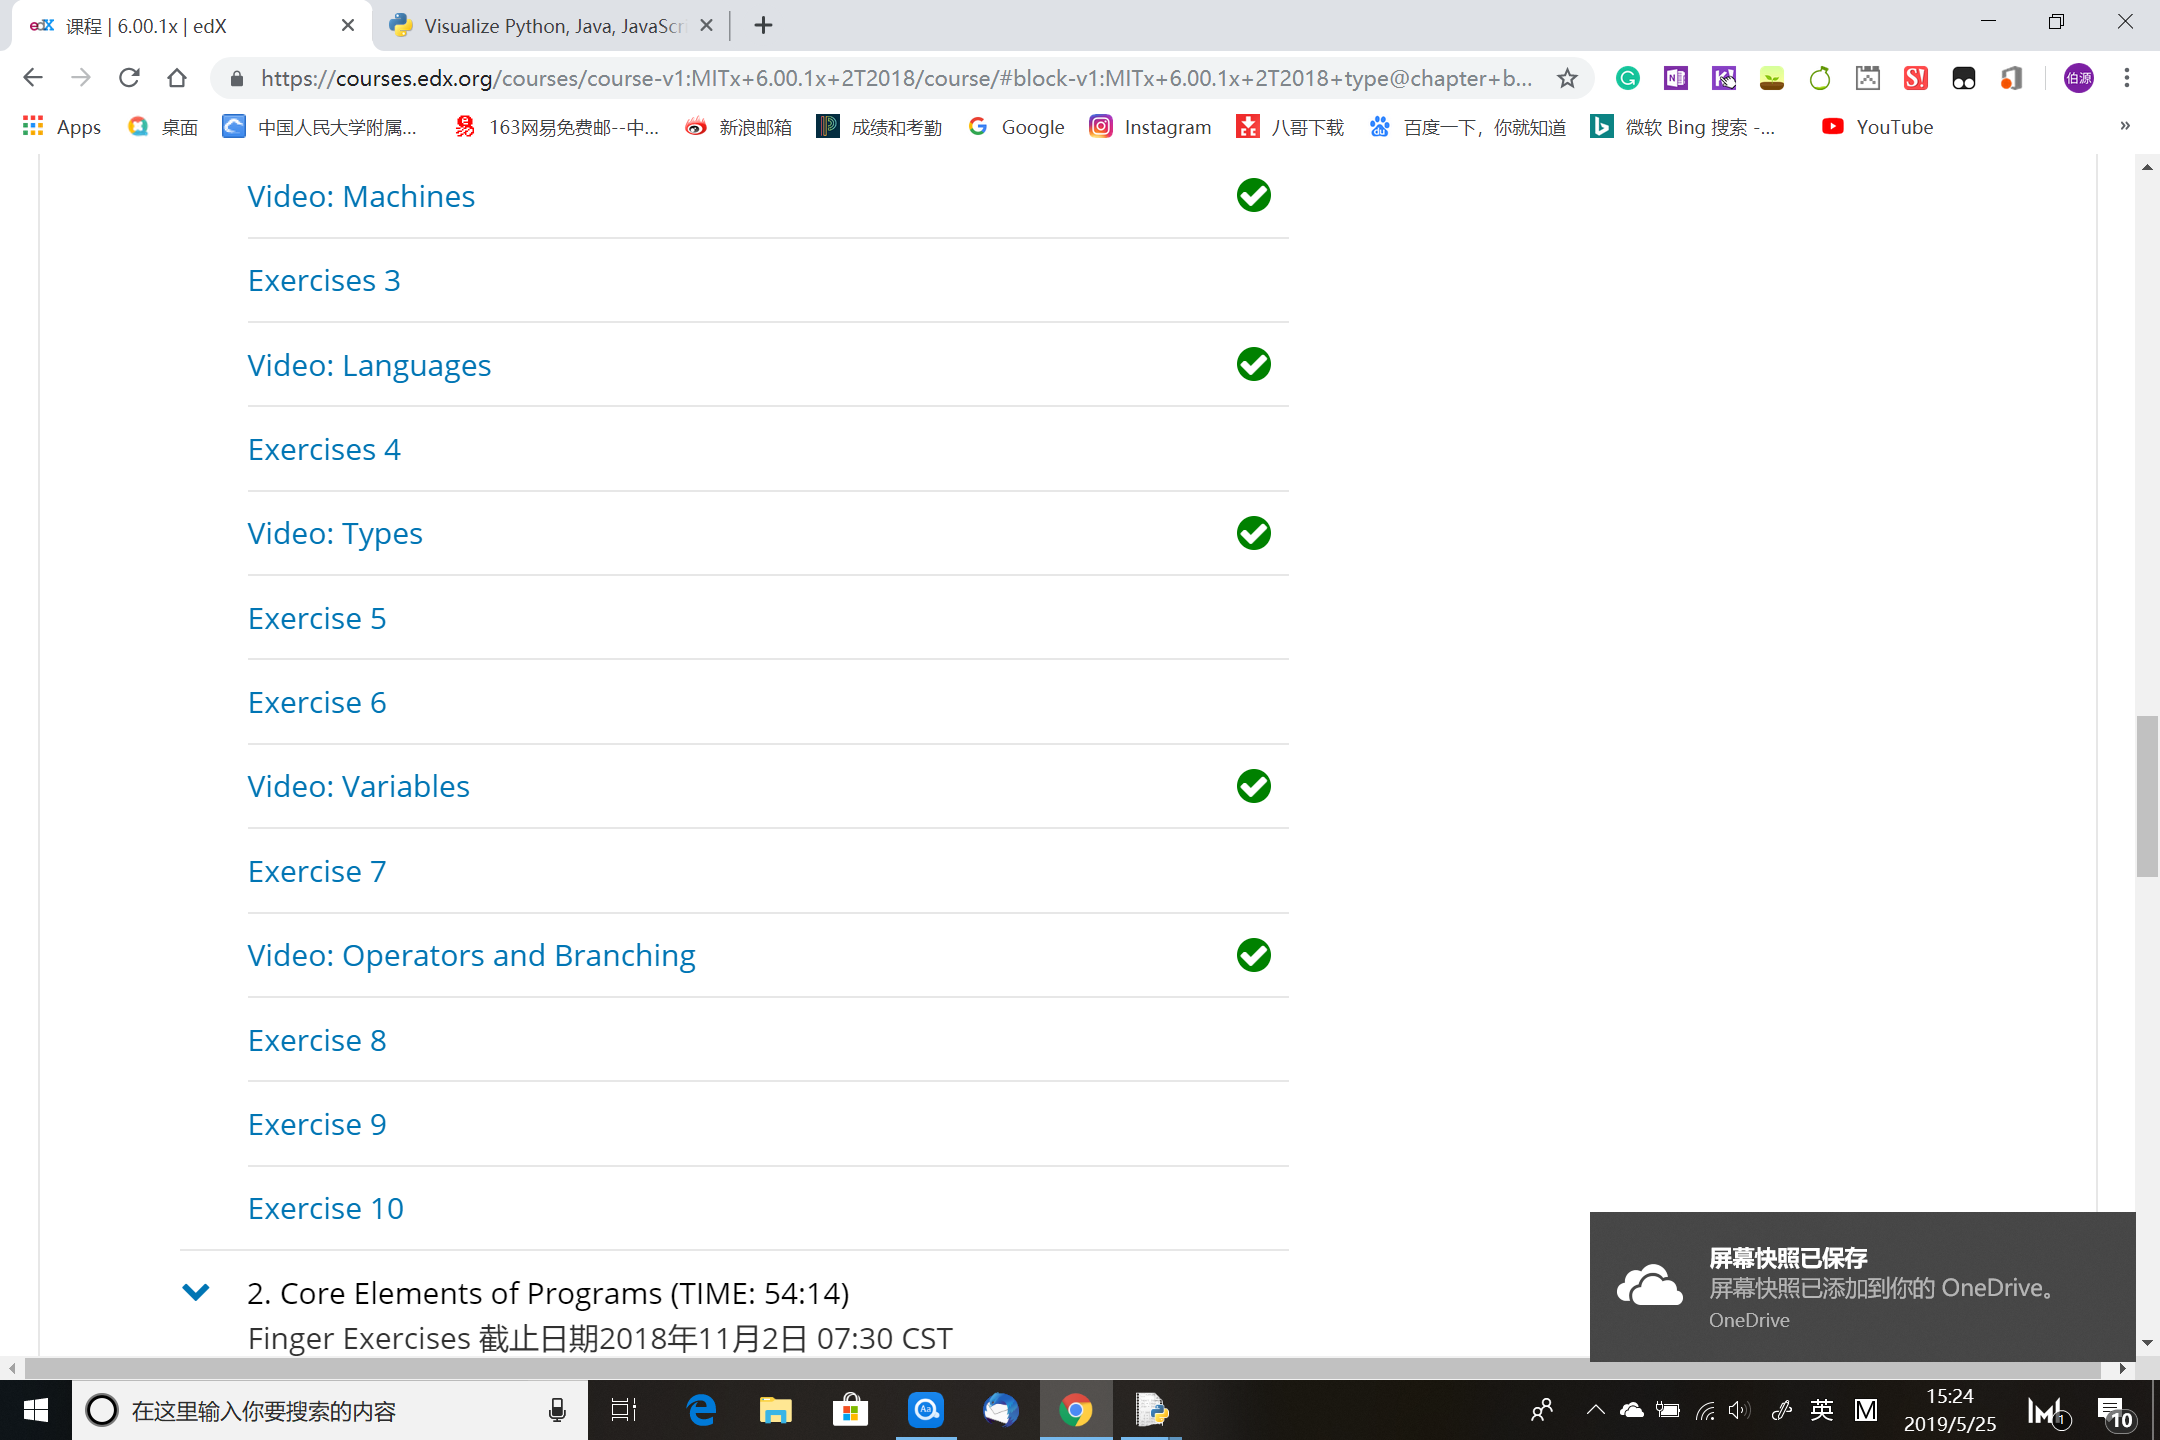 edX 课程 | 6.00.1x | edX
Visualize Python, Java, JavaScri
https://courses.edx.org/courses/course-v1:MITx+6.00.1x+2T2018/course/#block-v1:MITx+6.00.1x+2T2018+type@chapter+b...
伯源
Apps 桌面 中国人民大学附属... 163网易免费邮--中... 新浪邮箱 成绩和考勤 Google Instagram 八哥下载 百度一下，你就知道 微软 Bing 搜索 -... YouTube »
Video: Machines
Exercises 3
Video: Languages
Exercises 4
Video: Types
Exercise 5
Exercise 6
Video: Variables
Exercise 7
Video: Operators and Branching
Exercise 8
Exercise 9
Exercise 10
2. Core Elements of Programs (TIME: 54:14)
Finger Exercises 截止日期2018年11月2日 07:30 CST
屏幕快照已保存
屏幕快照已添加到你的 OneDrive。
OneDrive
在这里输入你要搜索的内容
英 M
15:24
2019/5/25
1
10